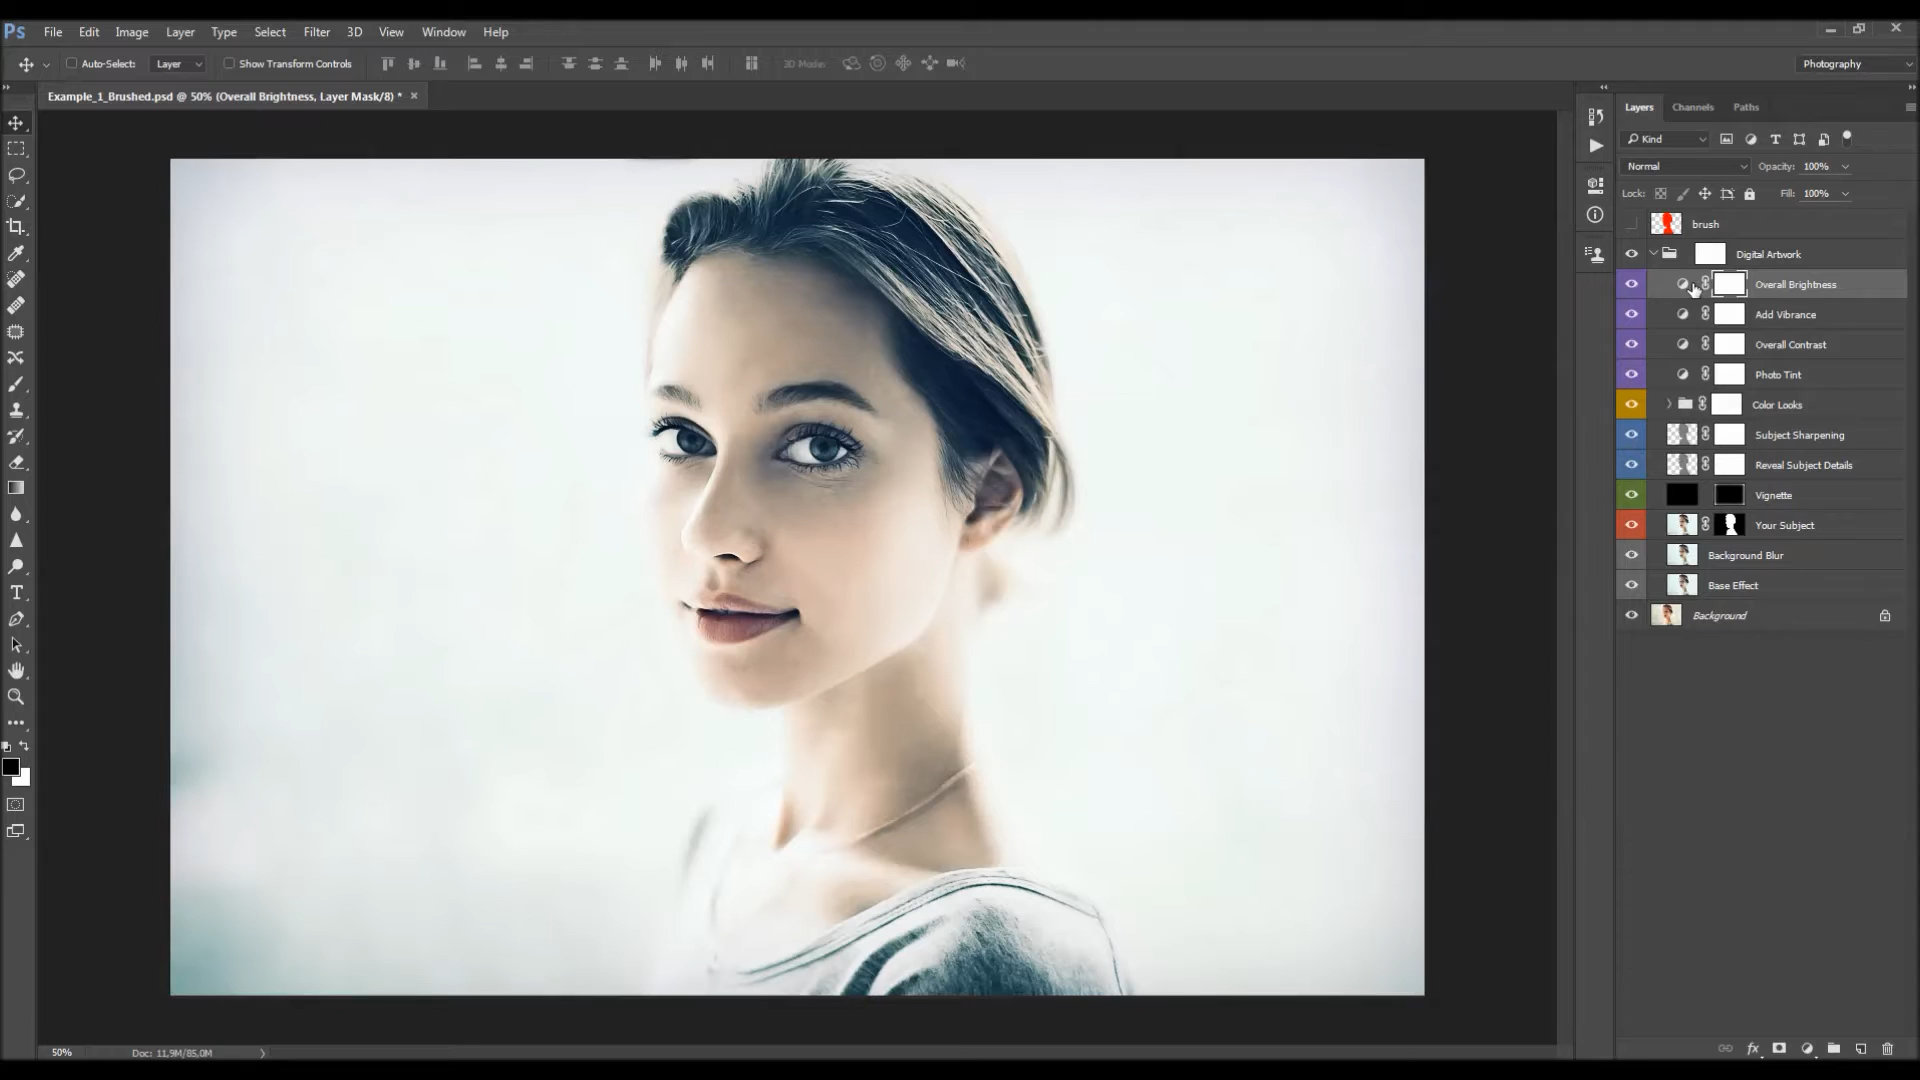 Ps File Edit Image Layer Type Select Filter 3D View Window Help
Auto-Select: Layer Show Transform Controls 3D Mode: Photography
Example_1_Brushed.psd @ 50% (Overall Brightness, Layer Mask/8) * ×
Layers Channels Paths
Kind
Normal Opacity: 100%
Lock: Fill: 100%
brush
Digital Artwork
Overall Brightness
Add Vibrance
Overall Contrast
Photo Tint
Color Looks
Subject Sharpening
Reveal Subject Details
Vignette
Your Subject
Background Blur
Base Effect
Background
50% Doc: 11,9M/85,0M
fx